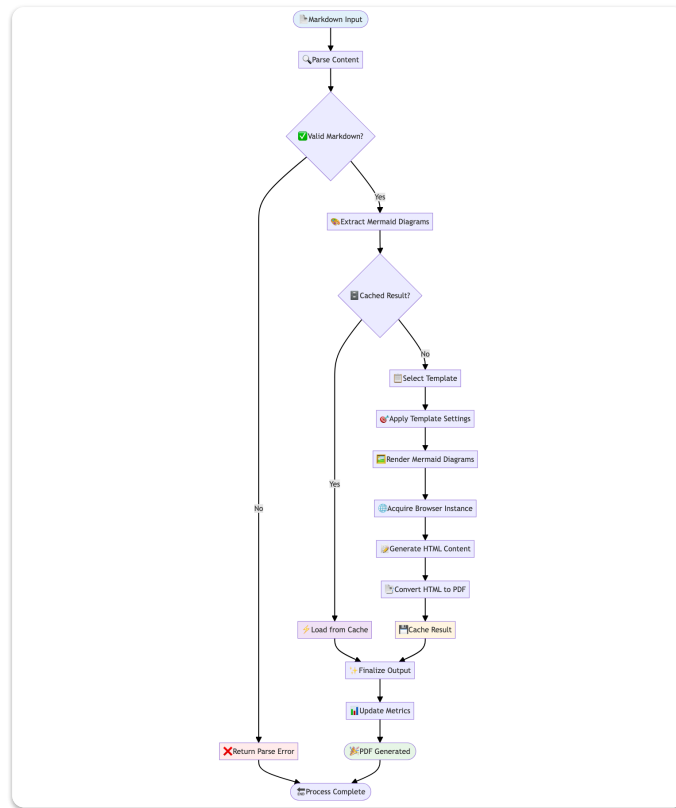 📝Markdown Input
🔍Parse Content
✅Valid Markdown?
Yes
🎨Extract Mermaid Diagrams
🗄️Cached Result?
No
📋Select Template
🎯Apply Template Settings
🖼️Render Mermaid Diagrams
Yes
No
🌐Acquire Browser Instance
📝Generate HTML Content
📄Convert HTML to PDF
⚡Load from Cache
💾Cache Result
✨Finalize Output
📊Update Metrics
❌Return Parse Error
🎉PDF Generated
🔚Process Complete